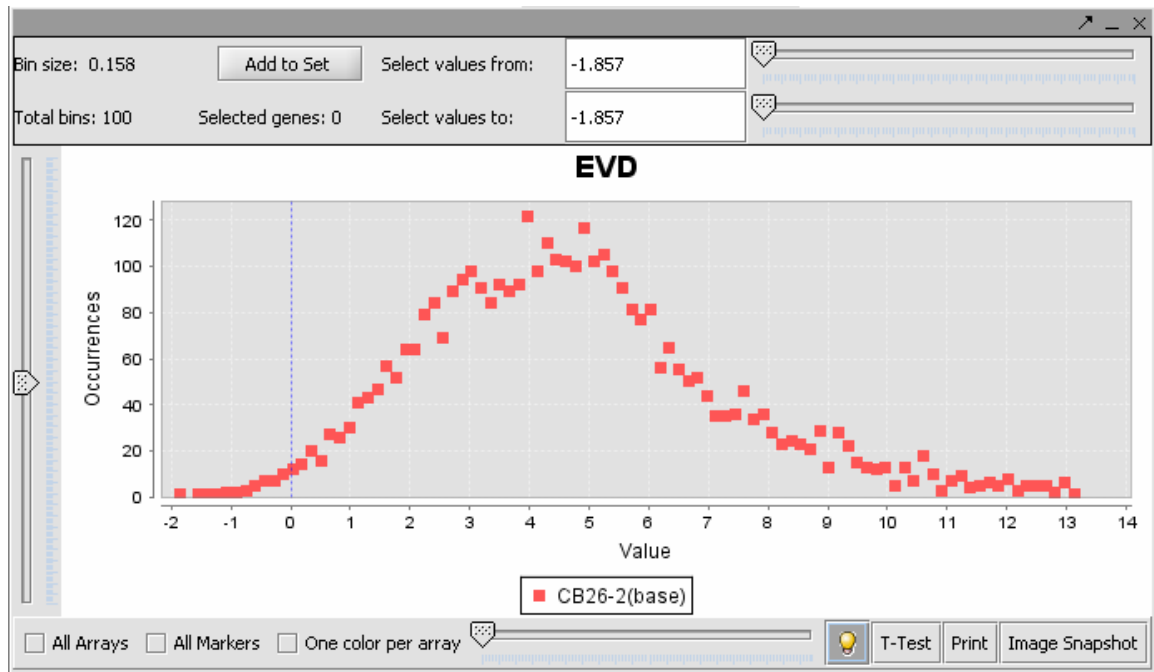 Bin size: 0.158 Add to Set Select values from: -1.857
Total bins: 100 Selected genes: 0 Select values to: -1.857
EVD
Occurrences
120
100
80
60
40
20
0
-2 -1 0 1 2 3 4 5 6 7 8 9 10 11 12 13 14
Value
CB26-2(base)
All Arrays All Markers One color per array T-Test Print Image Snapshot